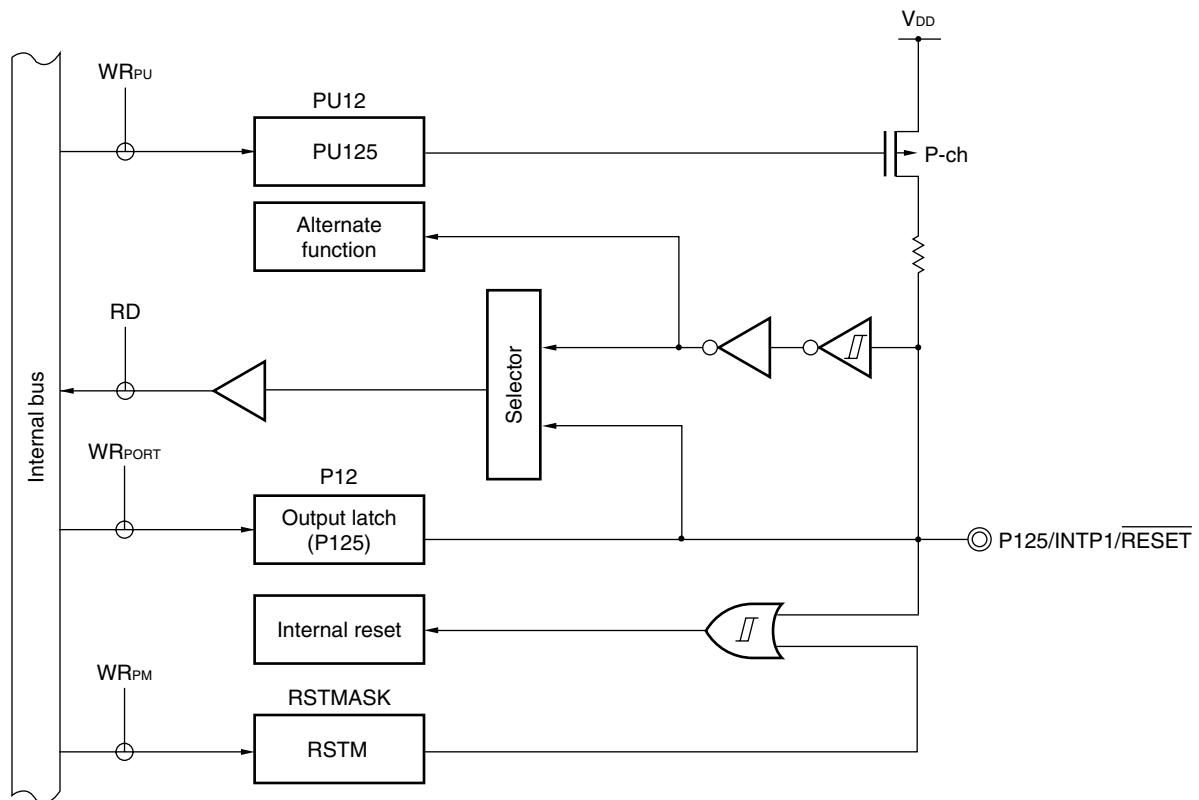 VDD
WRPU
PU12
PU125
P-ch
Alternate
function
RD
Selector
Internal bus
WRPORT
P12
Output latch
(P125)
P125/INTP1/RESET
Internal reset
WRPM
RSTMASK
RSTM